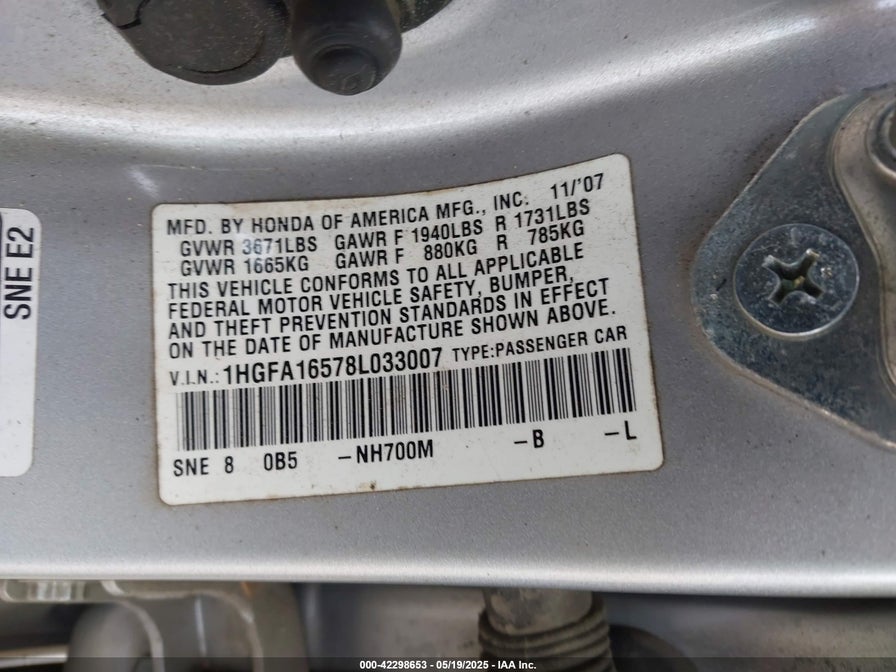 SNE E2
MFD. BY HONDA OF AMERICA MFG., INC. 11/'07
GVWR 3671LBS GAWR F 1940LBS R 1731LBS
GVWR 1665KG GAWR F 880KG R 785KG
THIS VEHICLE CONFORMS TO ALL APPLICABLE
FEDERAL MOTOR VEHICLE SAFETY, BUMPER,
AND THEFT PREVENTION STANDARDS IN EFFECT
ON THE DATE OF MANUFACTURE SHOWN ABOVE.
V.I.N.: 1HGFA16578L033007 TYPE:PASSENGER CAR
SNE 8 0B5 -NH700M -B -L
000-42298653 - 05/19/2025 - IAA Inc.